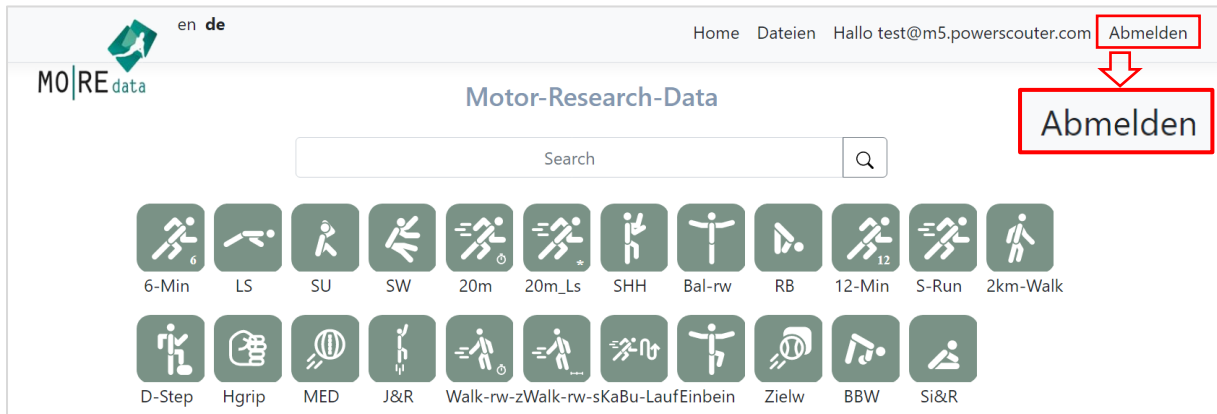 en de
Home Dateien Hallo test@m5.powerscouter.com Abmelden
MO|RE data
Motor-Research-Data
Abmelden
Search
6 12
*
6-Min LS SU SW 20m 20m_Ls SHH Bal-rw RB 12-Min S-Run 2km-Walk
D-Step Hgrip MED J&R Walk-rw-z Walk-rw-s KaBu-Lauf Einbein Zielw BBW Si&R